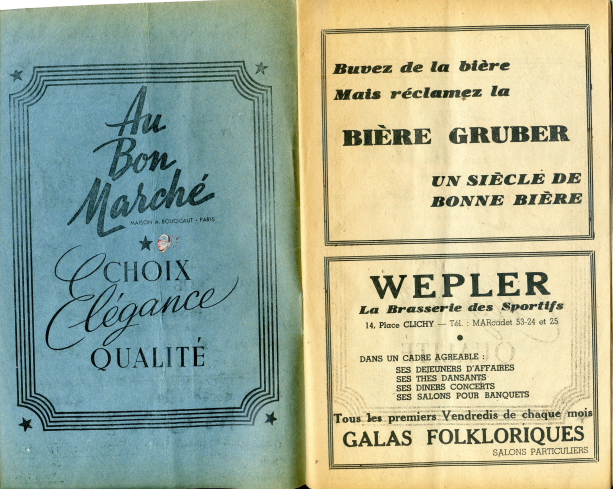 Au
Bon
Marché
MAISON A. BOUCICAUT - PARIS
CHOIX
Elégance
QUALITÉ
Buvez de la bière
Mais réclamez la
BIÈRE GRUBER
UN SIÈCLE DE
BONNE BIÈRE
WEPLER
La Brasserie des Sportifs
14, Place CLICHY — Tél. : MARcadet 53-24 et 25
DANS UN CADRE AGREABLE :
SES DEJEUNERS D'AFFAIRES
SES THES DANSANTS
SES DINERS CONCERTS
SES SALONS POUR BANQUETS
Tous les premiers Vendredis de chaque mois
GALAS FOLKLORIQUES
SALONS PARTICULIERS